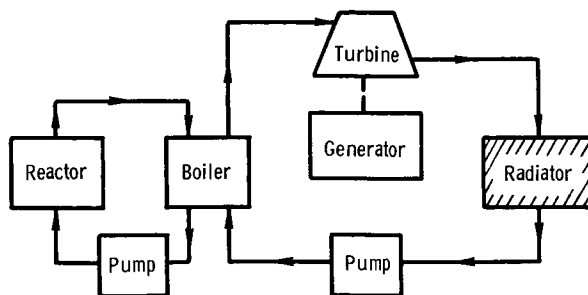 Turbine
Generator
Reactor
Boiler
Radiator
Pump
Pump